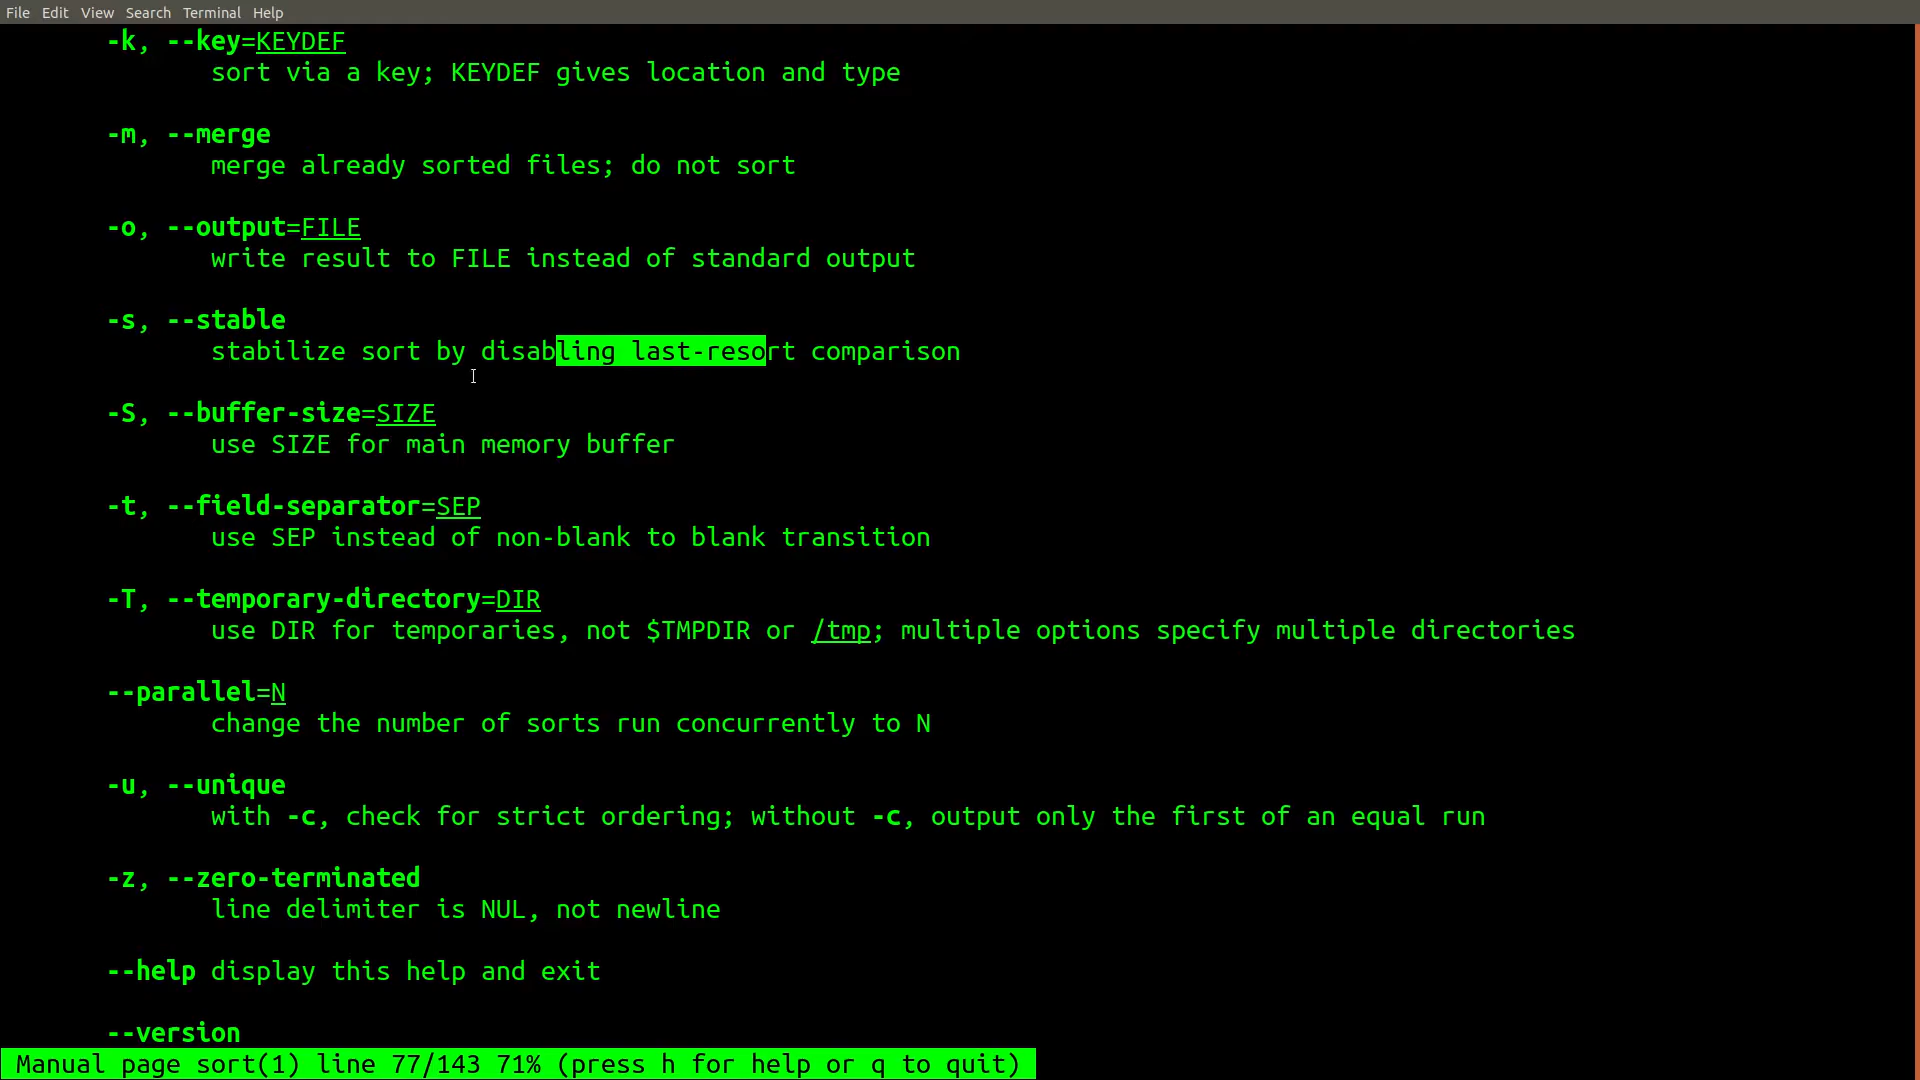 File Edit View Search Terminal Help
-k, --key=KEYDEF
sort via a key; KEYDEF gives location and type
-m, --merge
merge already sorted files; do not sort
-o, --output=FILE
write result to FILE instead of standard output
-s, --stable
stabilize sort by disabling last-resort comparison
-S, --buffer-size=SIZE
use SIZE for main memory buffer
-t, --field-separator=SEP
use SEP instead of non-blank to blank transition
-T, --temporary-directory=DIR
use DIR for temporaries, not $TMPDIR or /tmp; multiple options specify multiple directories
--parallel=N
change the number of sorts run concurrently to N
-u, --unique
with -c, check for strict ordering; without -c, output only the first of an equal run
-z, --zero-terminated
line delimiter is NUL, not newline
--help display this help and exit
--version
Manual page sort(1) line 77/143 71% (press h for help or q to quit)